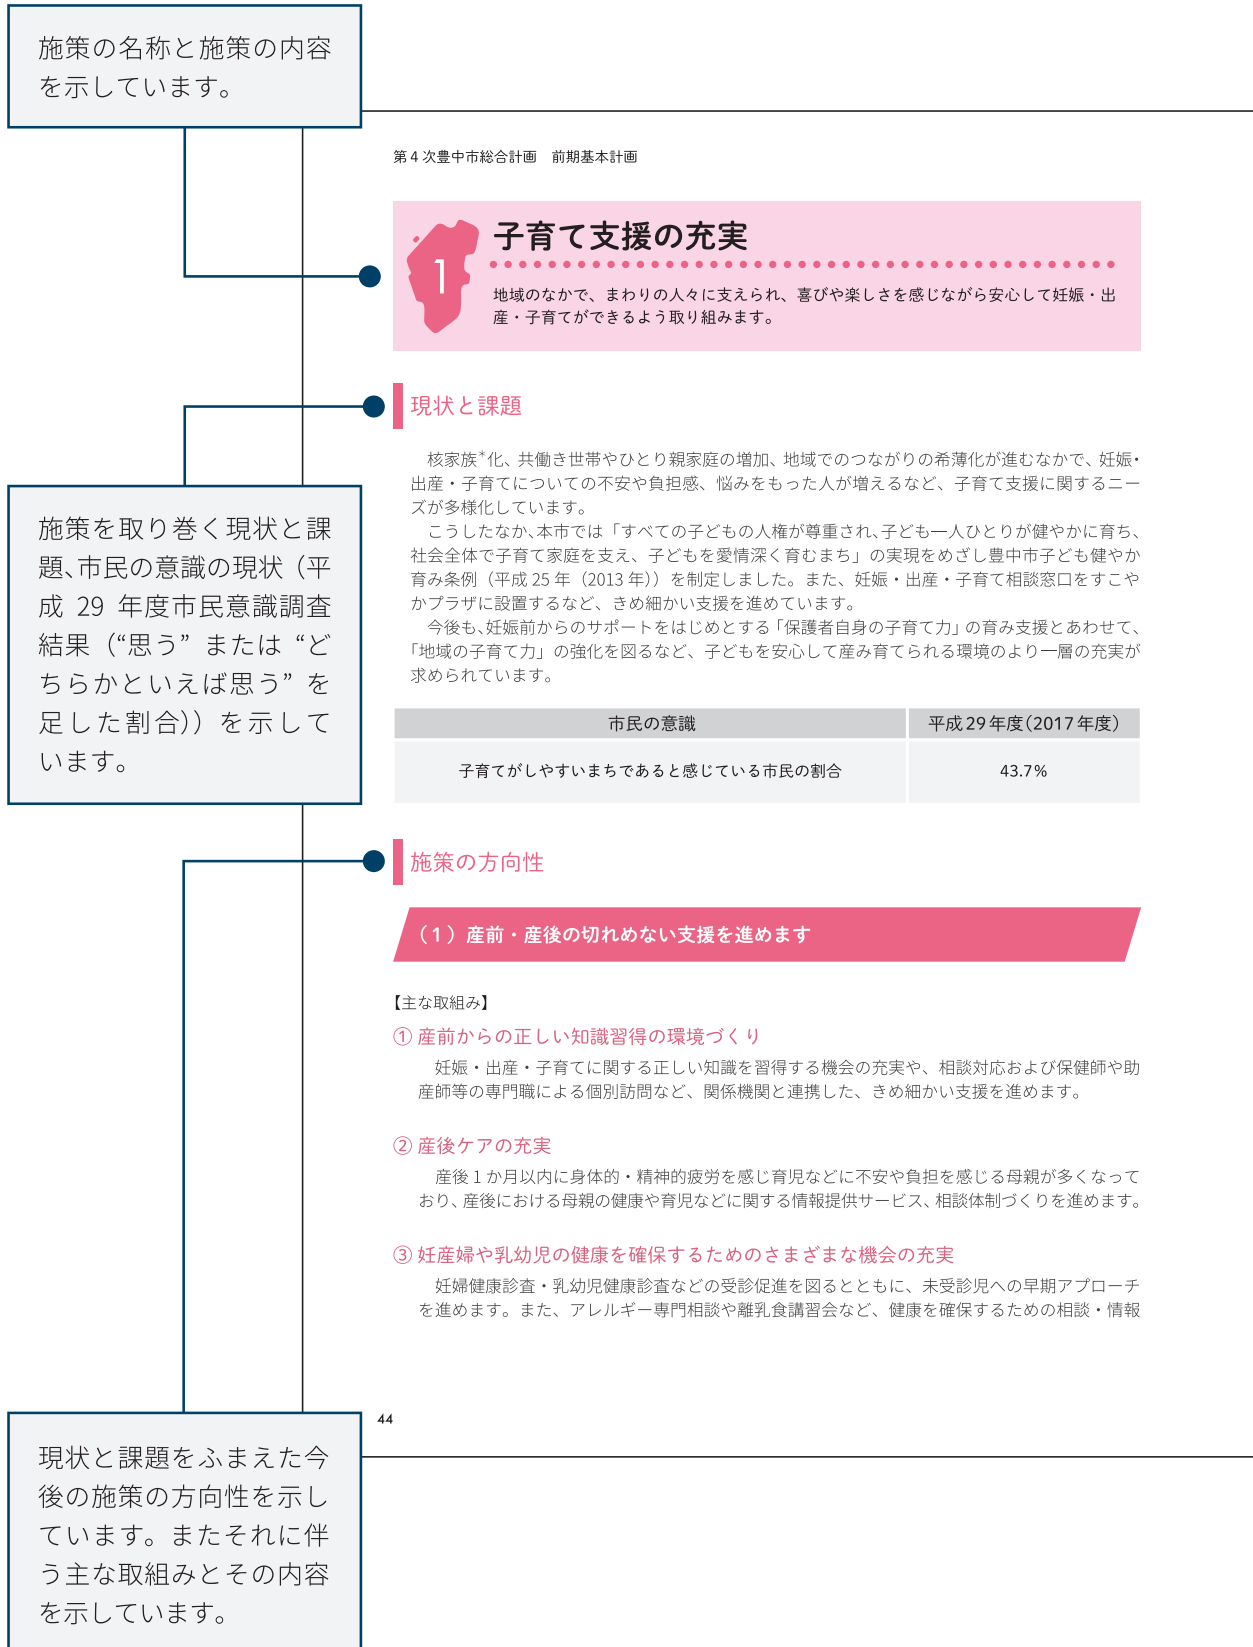 施策の名称と施策の内容
を示しています。
第4次豊中市総合計画　前期基本計画
1
子育て支援の充実
地域のなかで、まわりの人々に支えられ、喜びや楽しさを感じながら安心して妊娠・出
産・子育てができるよう取り組みます。
現状と課題
核家族*化、共働き世帯やひとり親家庭の増加、地域でのつながりの希薄化が進むなかで、妊娠・
出産・子育てについての不安や負担感、悩みをもった人が増えるなど、子育て支援に関するニー
ズが多様化しています。
こうしたなか、本市では「すべての子どもの人権が尊重され、子ども一人ひとりが健やかに育ち、
社会全体で子育て家庭を支え、子どもを愛情深く育むまち」の実現をめざし豊中市子ども健やか
育み条例（平成 25 年（2013 年））を制定しました。また、妊娠・出産・子育て相談窓口をすこや
かプラザに設置するなど、きめ細かい支援を進めています。
今後も、妊娠前からのサポートをはじめとする「保護者自身の子育て力」の育み支援とあわせて、
「地域の子育て力」の強化を図るなど、子どもを安心して産み育てられる環境のより一層の充実が
求められています。
施策を取り巻く現状と課
題、市民の意識の現状（平
成 29 年度市民意識調査
結果（“思う” または “ど
ちらかといえば思う” を
足した割合））を示して
います。
市民の意識　平成29年度（2017年度）
子育てがしやすいまちであると感じている市民の割合　43.7%
施策の方向性
（1）産前・産後の切れめない支援を進めます
【主な取組み】
① 産前からの正しい知識習得の環境づくり
妊娠・出産・子育てに関する正しい知識を習得する機会の充実や、相談対応および保健師や助
産師等の専門職による個別訪問など、関係機関と連携した、きめ細かい支援を進めます。
② 産後ケアの充実
産後1か月以内に身体的・精神的疲労を感じ育児などに不安や負担を感じる母親が多くなって
おり、産後における母親の健康や育児などに関する情報提供サービス、相談体制づくりを進めます。
③ 妊産婦や乳幼児の健康を確保するためのさまざまな機会の充実
妊婦健康診査・乳幼児健康診査などの受診促進を図るとともに、未受診児への早期アプローチ
を進めます。また、アレルギー専門相談や離乳食講習会など、健康を確保するための相談・情報
44
現状と課題をふまえた今
後の施策の方向性を示し
ています。またそれに伴
う主な取組みとその内容
を示しています。